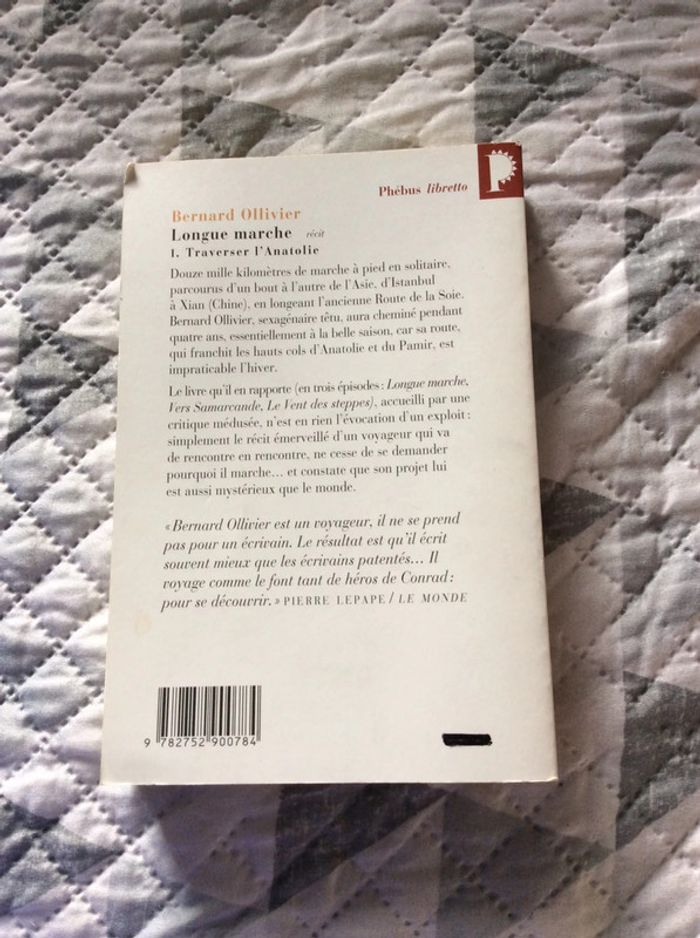 Phébus libretto
P
Bernard Ollivier
Longue marche récit
1. Traverser l'Anatolie
Douze mille kilomètres de marche à pied en solitaire,
parcourus d'un bout à l'autre de l'Asie, d'Istanbul
à Xian (Chine), en longeant l'ancienne Route de la Soie.
Bernard Ollivier, sexagénaire têtu, aura cheminé pendant
quatre ans, essentiellement à la belle saison, car sa route,
qui franchit les hauts cols d'Anatolie et du Pamir, est
impraticable l'hiver.
Le livre qu'il en rapporte (en trois épisodes : Longue marche,
Vers Samarcande, Le Vent des steppes), accueilli par une
critique médusée, n'est en rien l'évocation d'un exploit :
simplement le récit émerveillé d'un voyageur qui va
de rencontre en rencontre, ne cesse de se demander
pourquoi il marche… et constate que son projet lui
est aussi mystérieux que le monde.
« Bernard Ollivier est un voyageur, il ne se prend
pas pour un écrivain. Le résultat est qu'il écrit
souvent mieux que les écrivains patentés… Il
voyage comme le font tant de héros de Conrad :
pour se découvrir. » PIERRE LEPAPE / LE MONDE
9 782752 900784